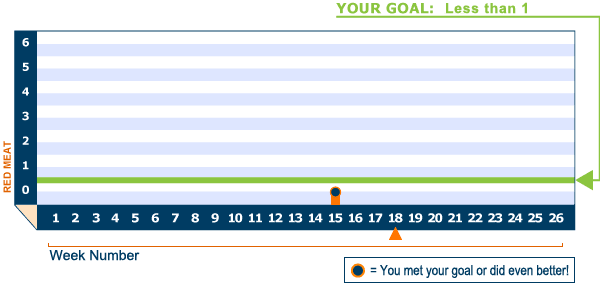 YOUR GOAL: Less than 1
6
5
4
3
2
1
0
RED MEAT
1 2 3 4 5 6 7 8 9 10 11 12 13 14 15 16 17 18 19 20 21 22 23 24 25 26
Week Number
= You met your goal or did even better!